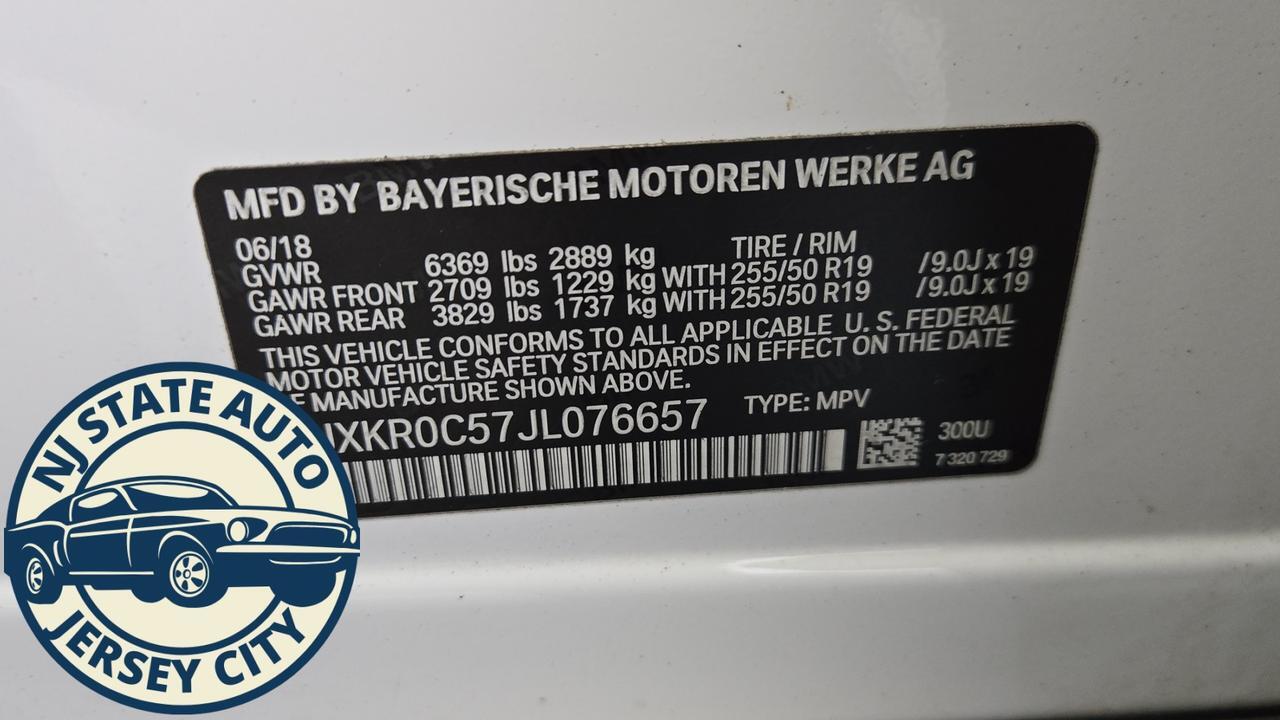 MFD BY BAYERISCHE MOTOREN WERKE AG
06/18
GVWR 6369 lbs 2889 kg TIRE / RIM
GAWR FRONT 2709 lbs 1229 kg WITH 255/50 R19 /9.0J x 19
GAWR REAR 3829 lbs 1737 kg WITH 255/50 R19 /9.0J x 19
THIS VEHICLE CONFORMS TO ALL APPLICABLE U. S. FEDERAL
MOTOR VEHICLE SAFETY STANDARDS IN EFFECT ON THE DATE
MANUFACTURE SHOWN ABOVE.
XKR0C57JL076657 TYPE: MPV
300U
7 320 729
NJ STATE AUTO
JERSEY CITY